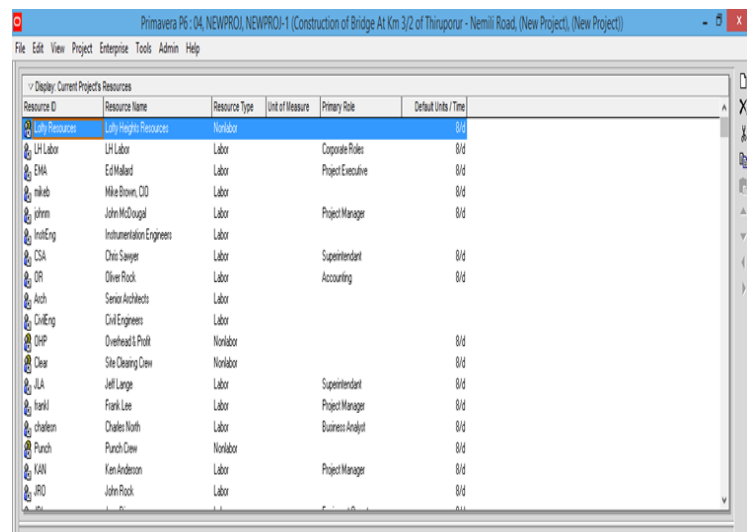 Primavera P6 : 04, NEWPROJ, NEWPROJ-1 (Construction of Bridge At Km 3/2 of Thiruporur - Nemili Road, (New Project), (New Project))
File Edit View Project Enterprise Tools Admin Help
Display: Current Project's Resources
Resource ID Resource Name Resource Type Unit of Measure Primary Role Default Units / Time
Lofty Resources Lofty Heights Resources Nonlabor 8/d
LH Labor LH Labor Labor Corporate Roles 8/d
EMA Ed Mallard Labor Project Executive 8/d
mikeb Mike Brown, CIO Labor 8/d
johnm John McDougal Labor Project Manager 8/d
InstrEng Instrumentation Engineers Labor
CSA Chris Sawyer Labor Superintendant 8/d
OR Oliver Rock Labor Accounting 8/d
Arch Senior Architects Labor
CivilEng Civil Engineers Labor
OHP Overhead & Profit Nonlabor 8/d
Clear Site Clearing Crew Nonlabor 8/d
JLA Jeff Lange Labor Superintendant 8/d
frankl Frank Lee Labor Project Manager 8/d
charlesn Charles North Labor Business Analyst 8/d
Punch Punch Crew Nonlabor 8/d
KAN Ken Anderson Labor Project Manager 8/d
JRO John Rock Labor 8/d